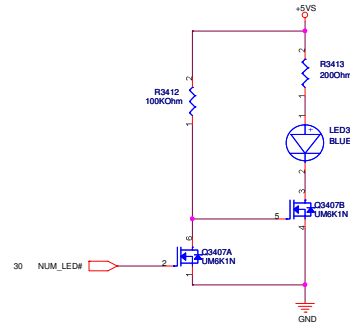 +5VS
2
R3413
200Ohm
1
2
R3412
100KOhm
1
1
+
LED3
BLUE
2
3
Q3407B
UM6K1N
5
4
6
Q3407A
UM6K1N
30 NUM_LED# 2
1
GND